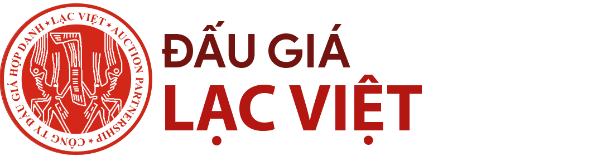 LẠC VIỆT * AUCTION PARTNERSHIP * CÔNG TY ĐẤU GIÁ HỢP DANH *
ĐẤU GIÁ
LẠC VIỆT